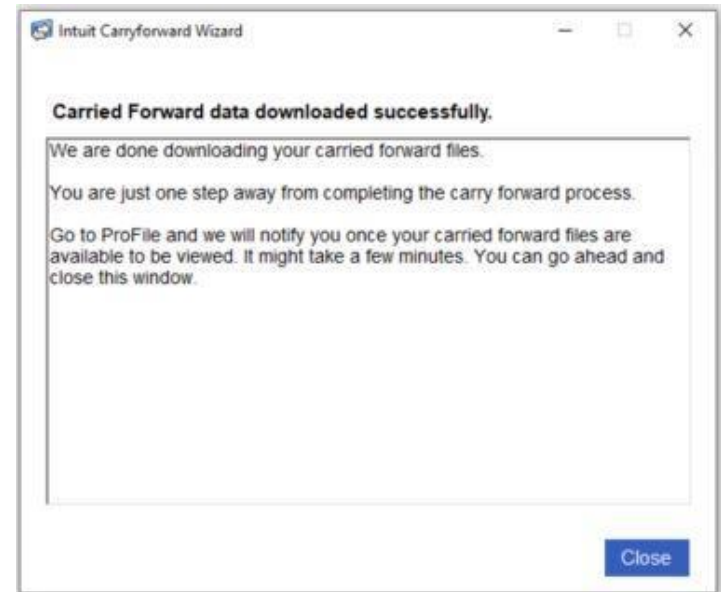 Intuit Carryforward Wizard
Carried Forward data downloaded successfully.
We are done downloading your carried forward files.
You are just one step away from completing the carry forward process.
Go to ProFile and we will notify you once your carried forward files are
available to be viewed. It might take a few minutes. You can go ahead and
close this window.
Close